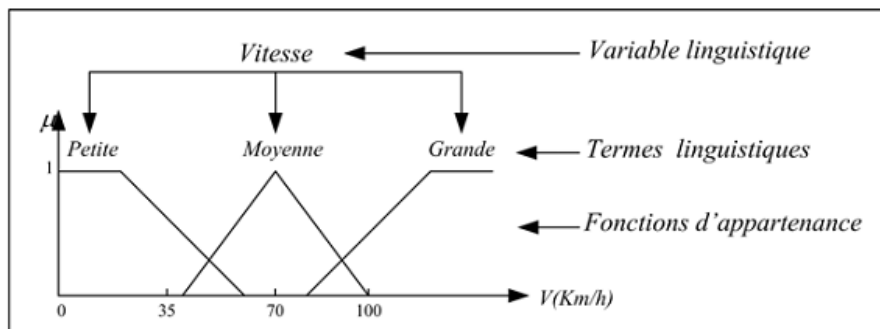 Vitesse
Variable linguistique
μ
Petite
Moyenne
Grande
Termes linguistiques
1
Fonctions d'appartenance
0
35
70
100
V(Km/h)